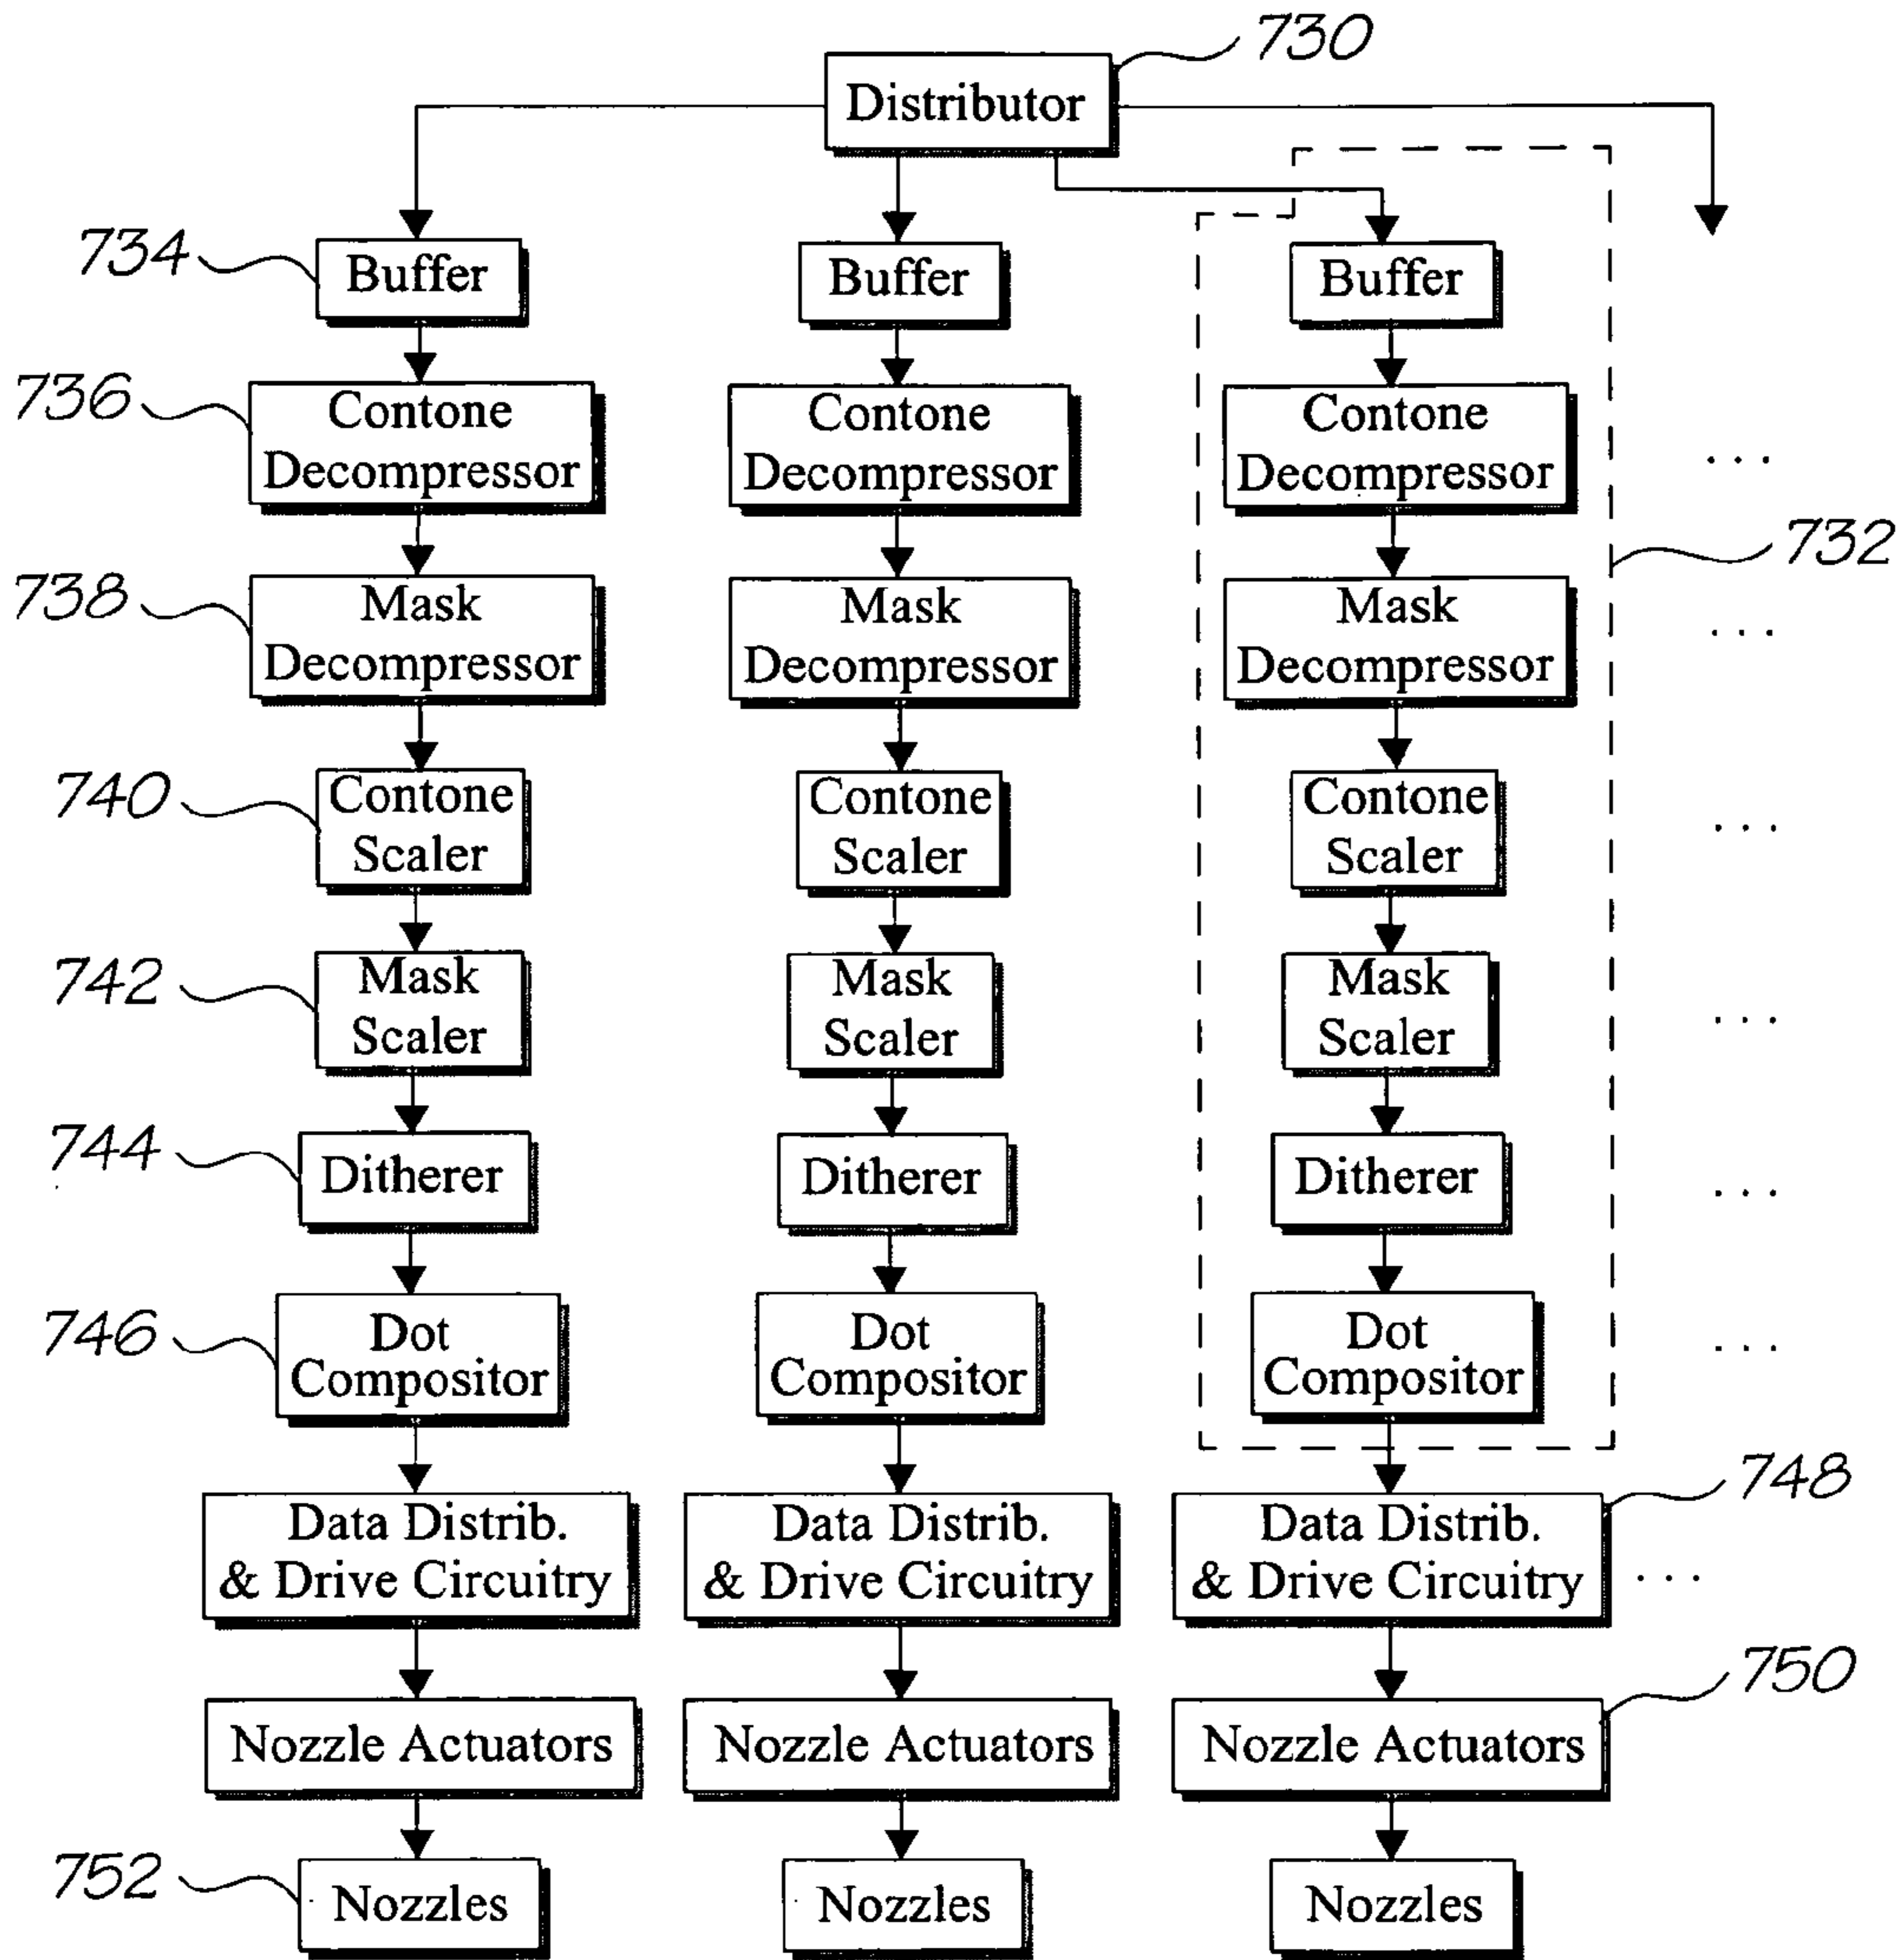 730
Distributor
734
Buffer
Buffer
Buffer
736
Contone
Decompressor
Contone
Decompressor
Contone
Decompressor
...
732
738
Mask
Decompressor
Mask
Decompressor
Mask
Decompressor
...
740
Contone
Scaler
Contone
Scaler
Contone
Scaler
...
742
Mask
Scaler
Mask
Scaler
Mask
Scaler
...
744
Ditherer
Ditherer
Ditherer
...
746
Dot
Compositor
Dot
Compositor
Dot
Compositor
...
748
Data Distrib.
& Drive Circuitry
Data Distrib.
& Drive Circuitry
Data Distrib.
& Drive Circuitry
...
750
Nozzle Actuators
Nozzle Actuators
Nozzle Actuators
752
Nozzles
Nozzles
Nozzles